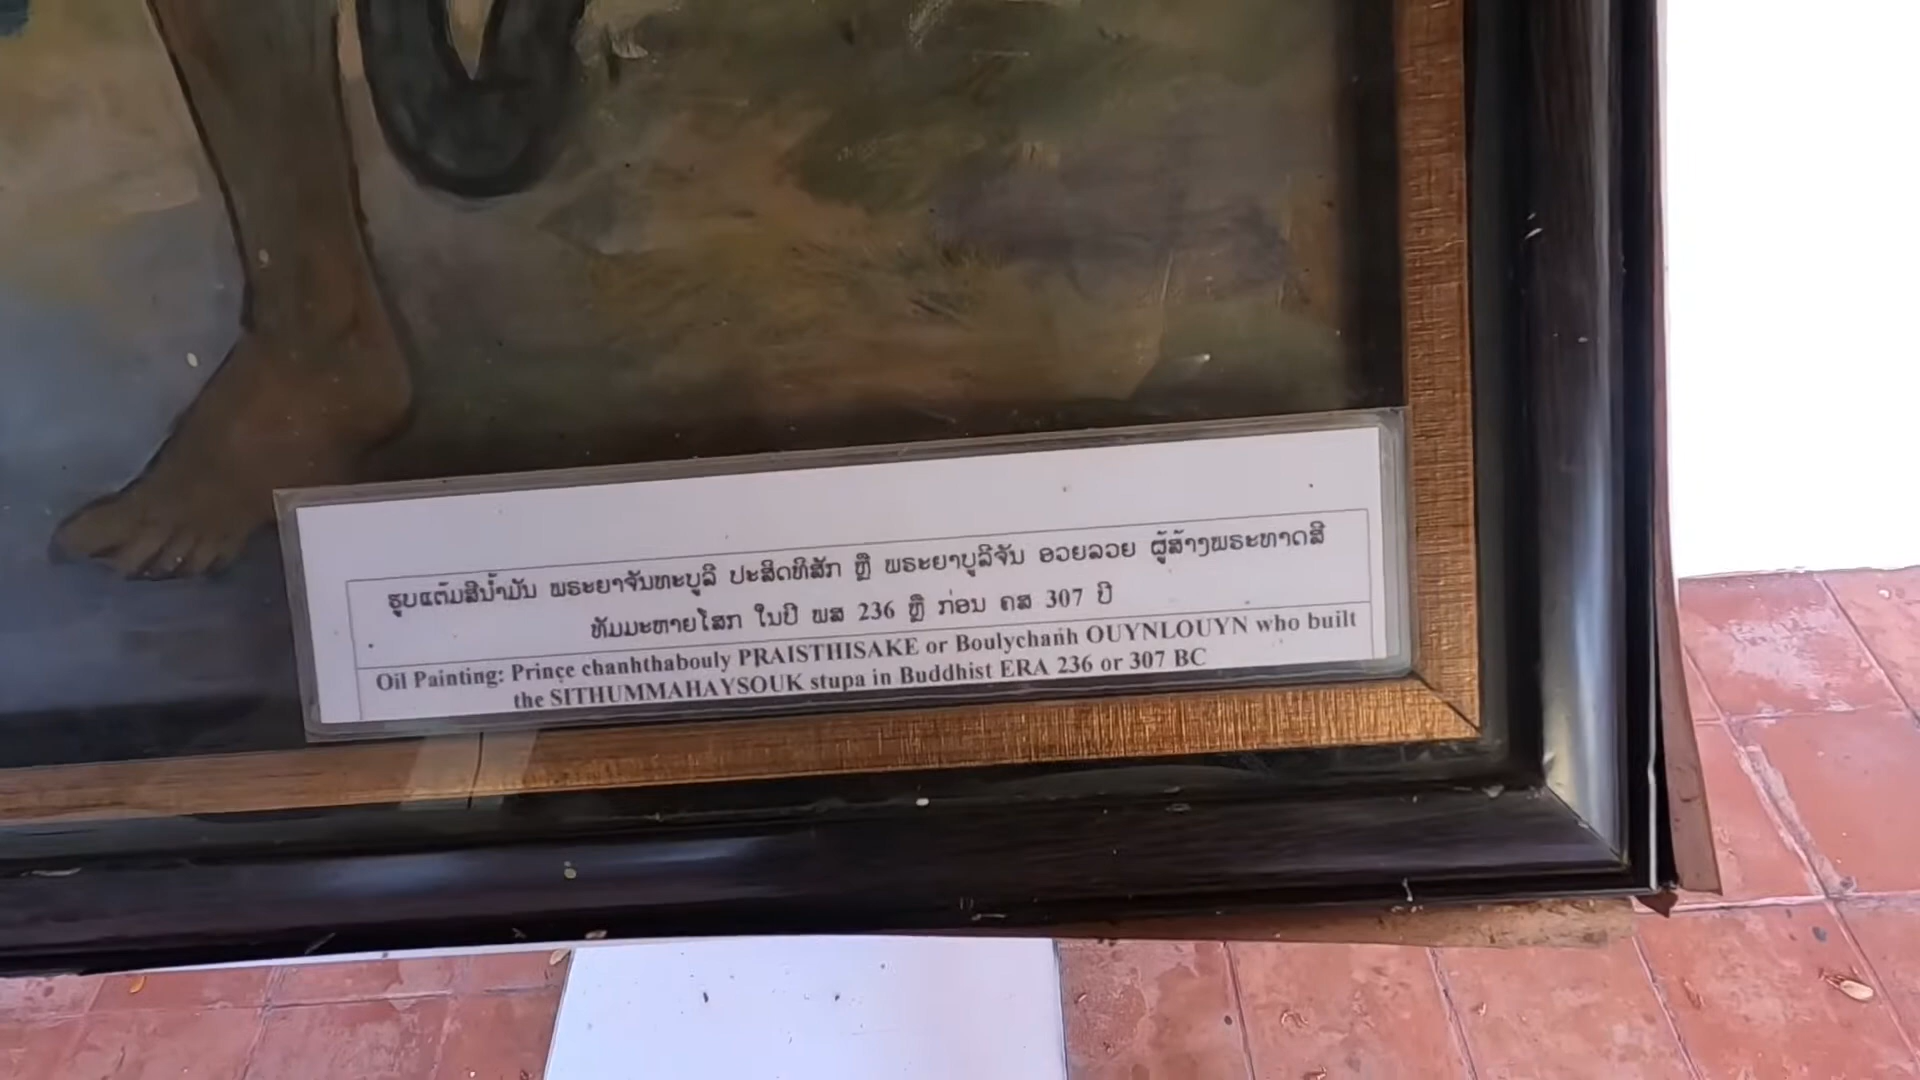 ຮູບແຕ້ມສີນ້ຳມັນ ພຣະຍາຈັນທະບູລີ ປະສິດທິສັກ ຫຼື ພຣະຍາບູລີຈັນ ອວຍລວຍ ຜູ້ສ້າງພຣະທາດສີ
ທັມມະຫາຍໂສກ ໃນປີ ພສ 236 ຫຼື ກ່ອນ ຄສ 307 ປີ
Oil Painting: Prince chanhthabouly PRAISTHISAKE or Boulychanh OUYNLOUYN who built
the SITHUMMAHAYSOUK stupa in Buddhist ERA 236 or 307 BC